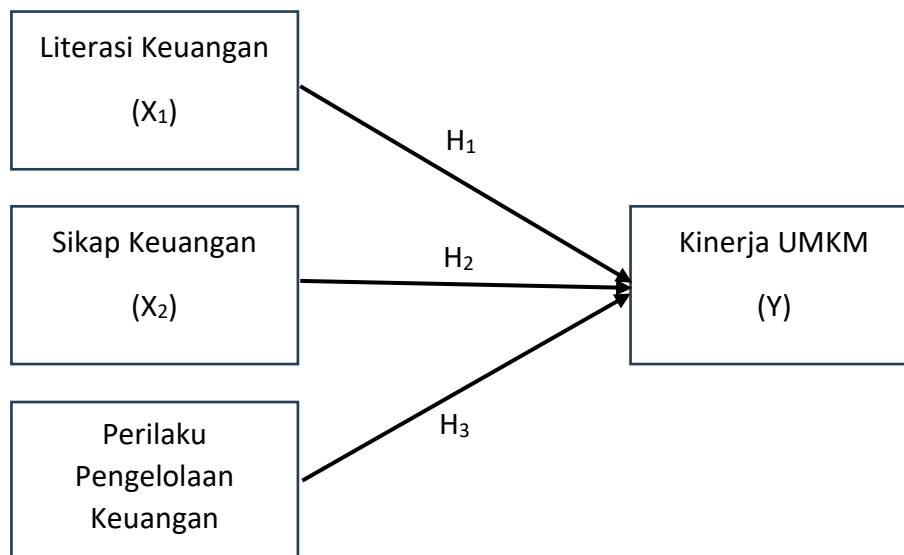 Literasi Keuangan
(X₁)
H₁
Sikap Keuangan
(X₂)
H₂
Kinerja UMKM
(Y)
Perilaku
Pengelolaan
Keuangan
H₃